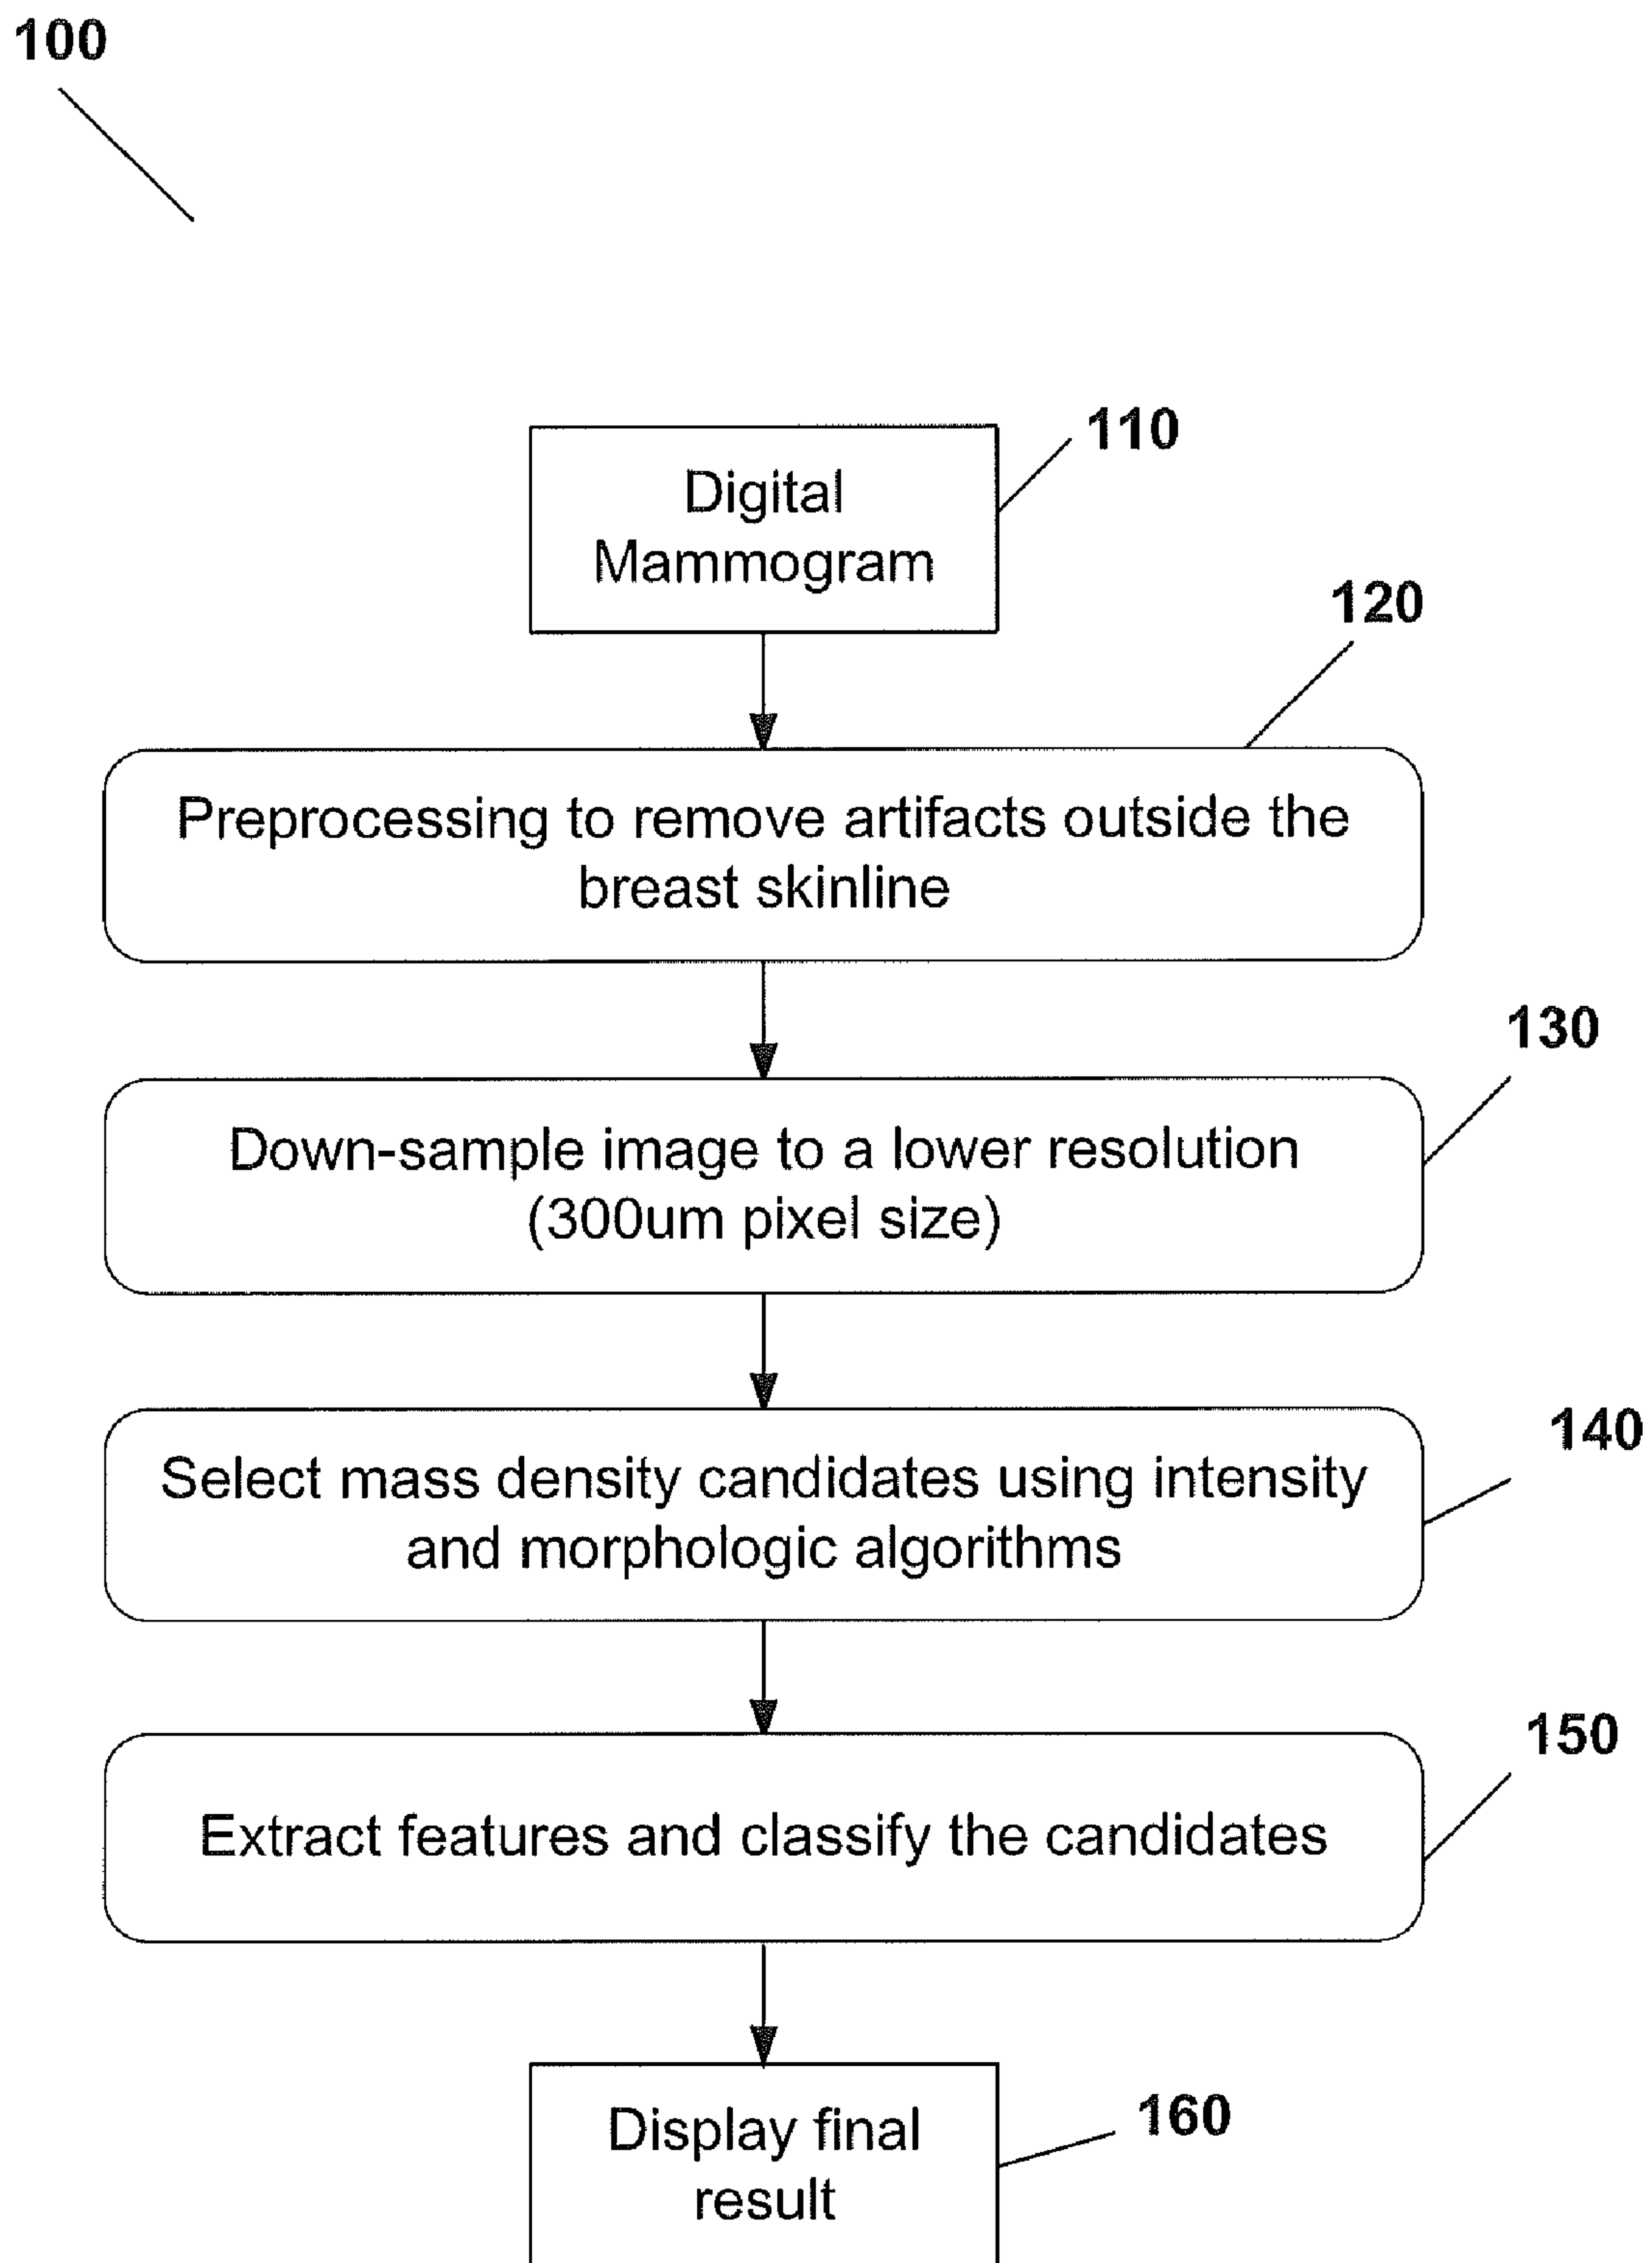 100
110
Digital
Mammogram
120
Preprocessing to remove artifacts outside the
breast skinline
130
Down-sample image to a lower resolution
(300um pixel size)
140
Select mass density candidates using intensity
and morphologic algorithms
150
Extract features and classify the candidates
160
Display final
result